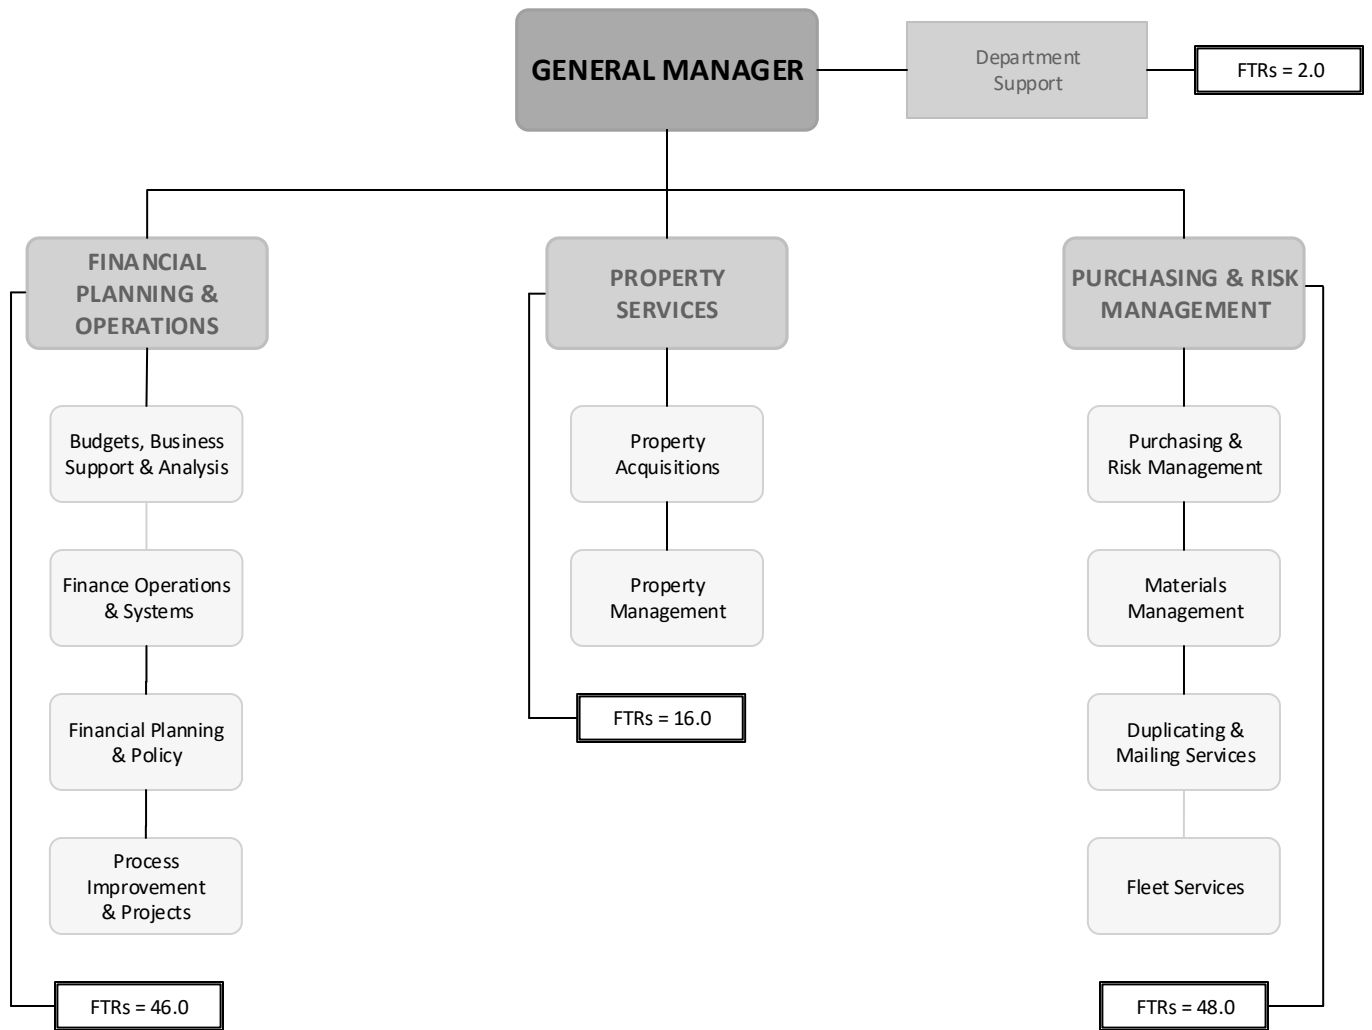 GENERAL MANAGER
Department
Support
FTRs = 2.0
FINANCIAL
PLANNING &
OPERATIONS
PROPERTY
SERVICES
PURCHASING & RISK
MANAGEMENT
Budgets, Business
Support & Analysis
Property
Acquisitions
Purchasing &
Risk Management
Finance Operations
& Systems
Property
Management
Materials
Management
Financial Planning
& Policy
FTRs = 16.0
Duplicating &
Mailing Services
Process
Improvement
& Projects
Fleet Services
FTRs = 46.0
FTRs = 48.0